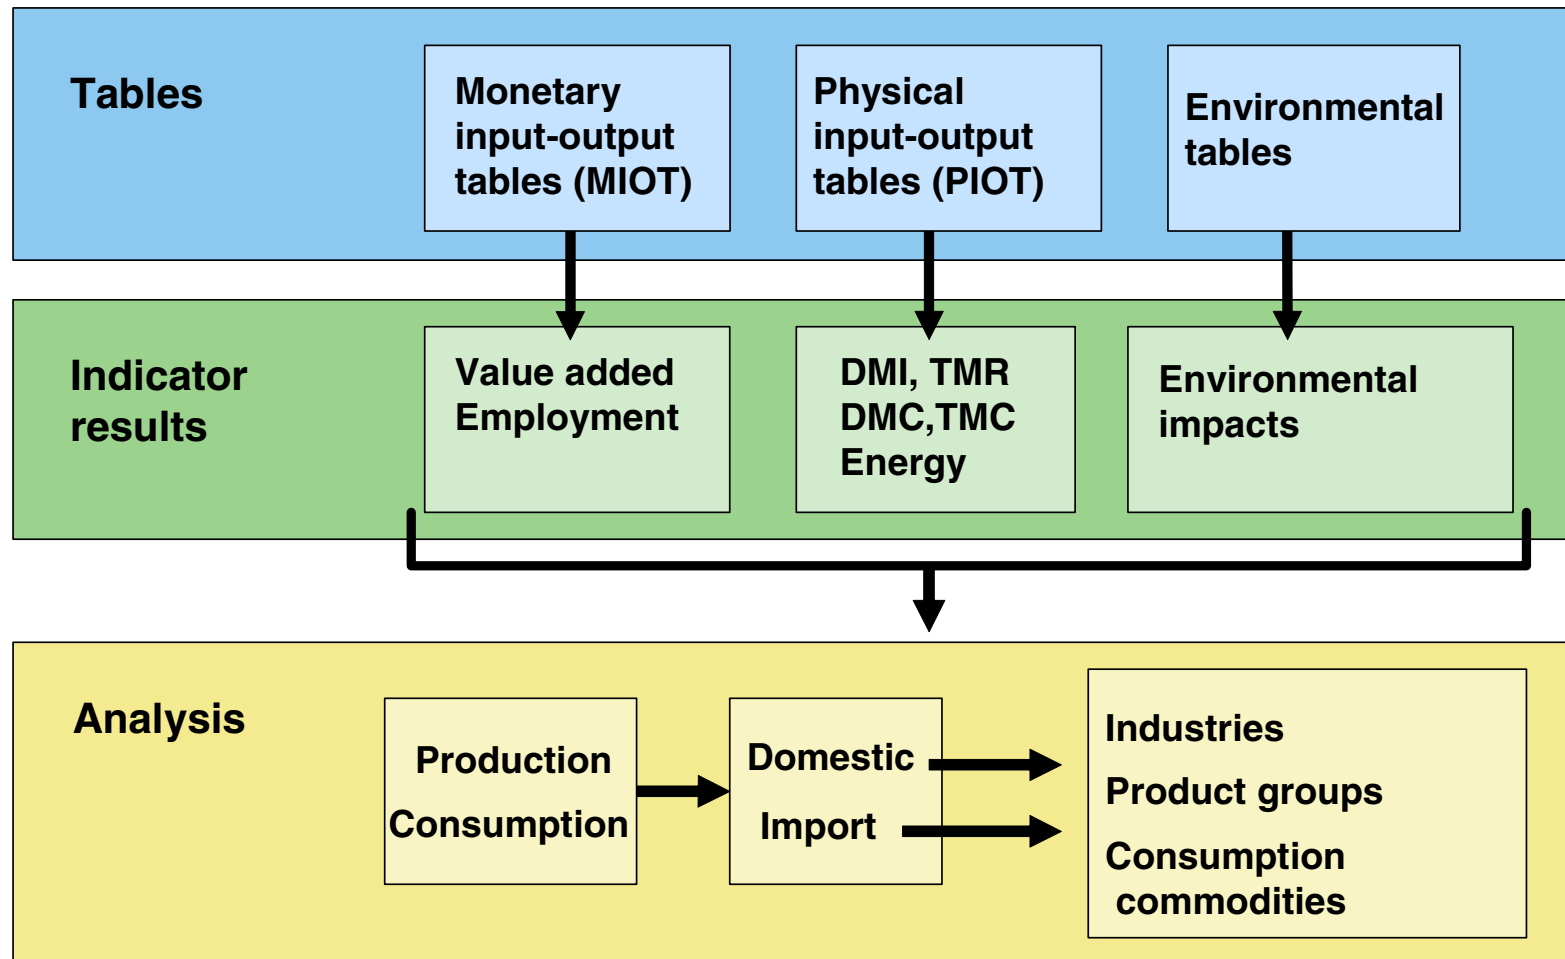 Tables
Monetary
input-output
tables (MIOT)
Physical
input-output
tables (PIOT)
Environmental
tables
Indicator
results
Value added
Employment
DMI, TMR
DMC,TMC
Energy
Environmental
impacts
Analysis
Production
Consumption
Domestic
Import
Industries
Product groups
Consumption
commodities